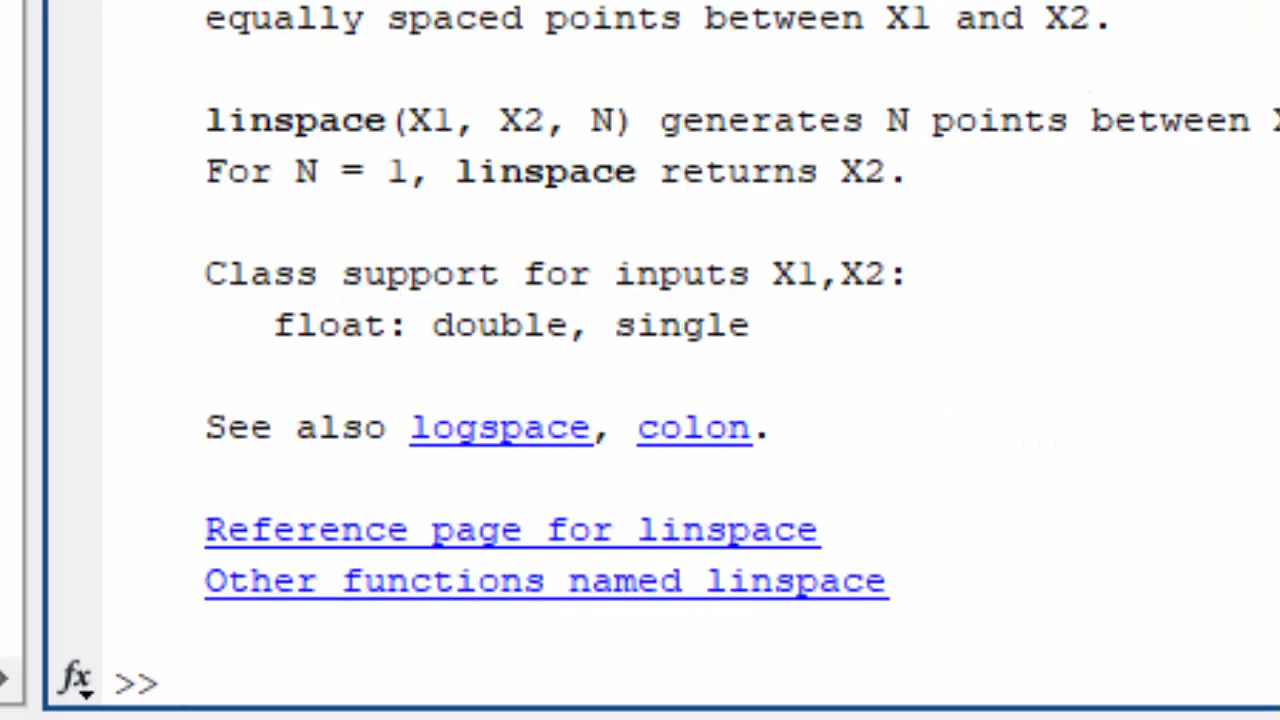 equally spaced points between X1 and X2.
linspace(X1, X2, N) generates N points between
For N = 1, linspace returns X2.
Class support for inputs X1,X2:
float: double, single
See also logspace, colon.
Reference page for linspace
Other functions named linspace
fx >>